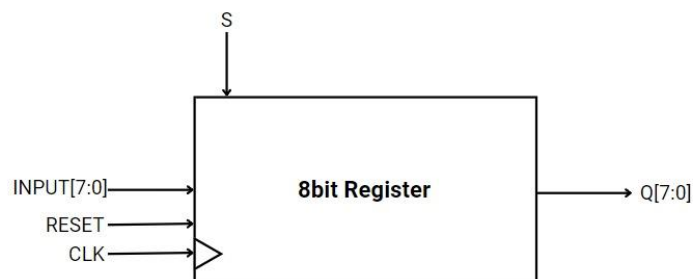 S
INPUT[7:0]
8bit Register
Q[7:0]
RESET
CLK